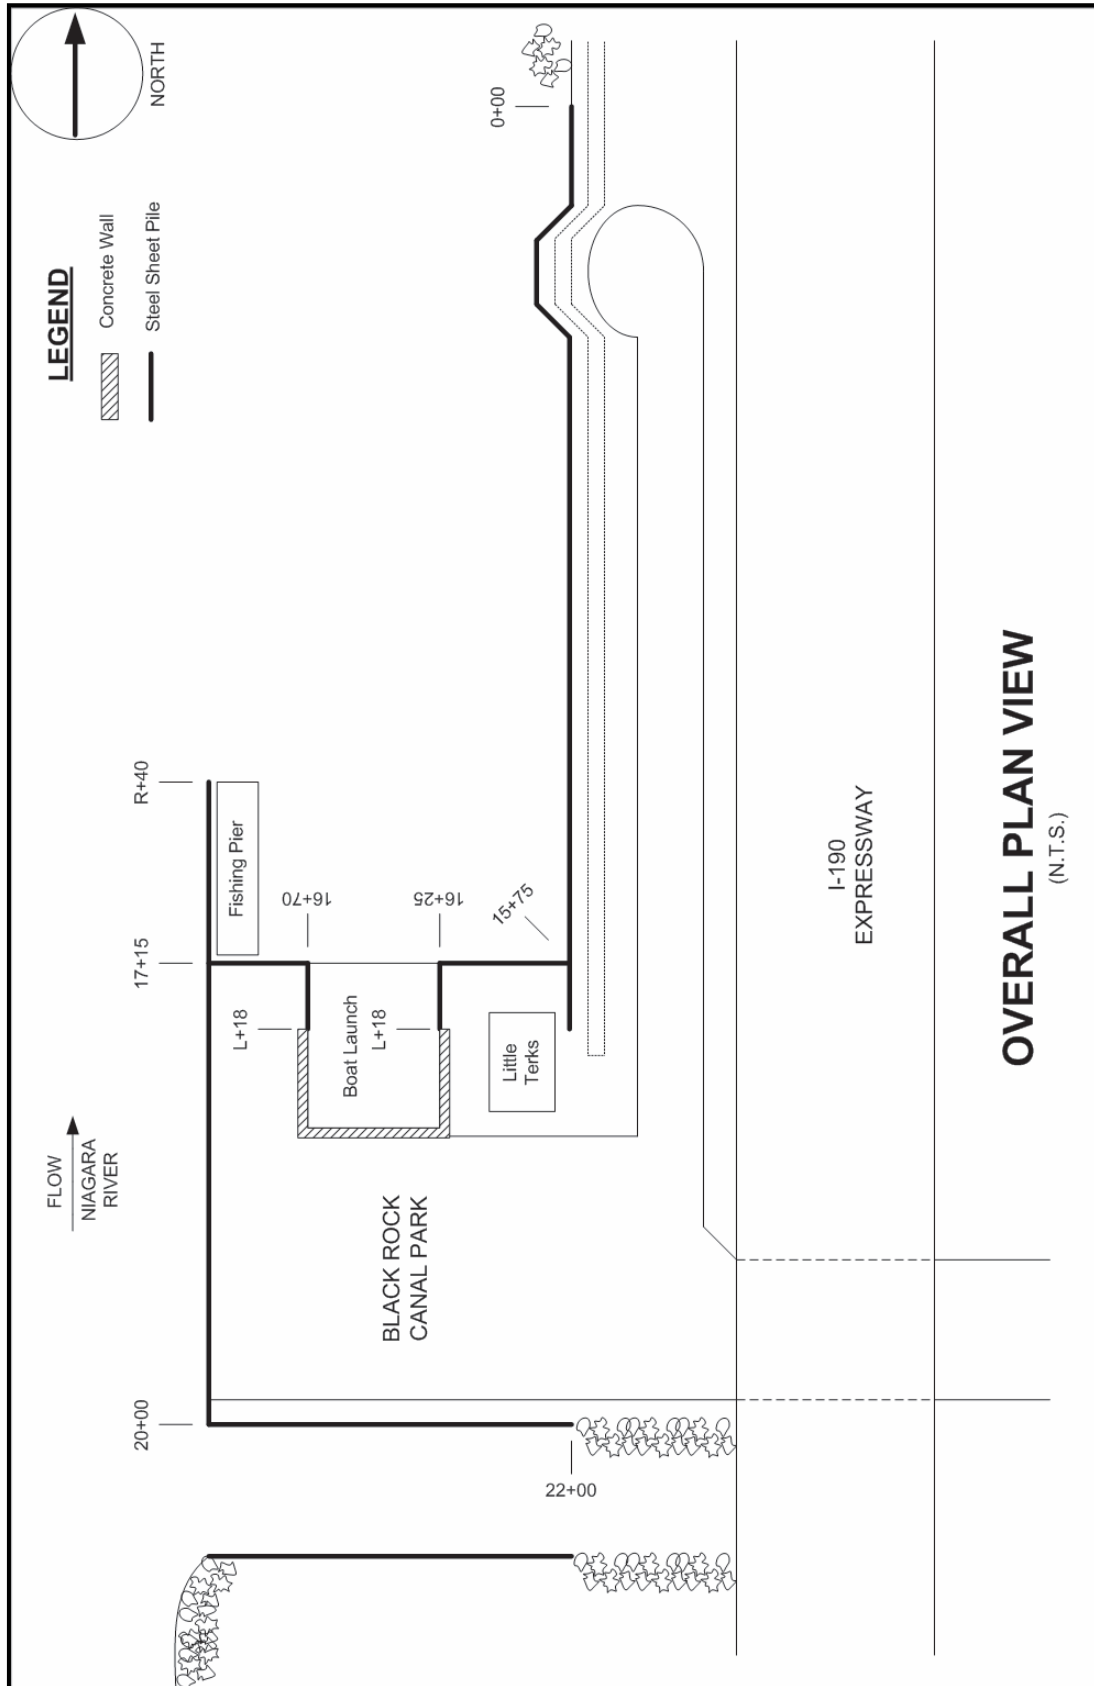 NORTH
LEGEND
Concrete Wall
Steel Sheet Pile
0+00
R+40
Fishing Pier
17+15
16+70
16+25
15+75
L+18
Boat Launch
L+18
Little
Terks
FLOW
NIAGARA
RIVER
BLACK ROCK
CANAL PARK
20+00
22+00
I-190
EXPRESSWAY
OVERALL PLAN VIEW
(N.T.S.)